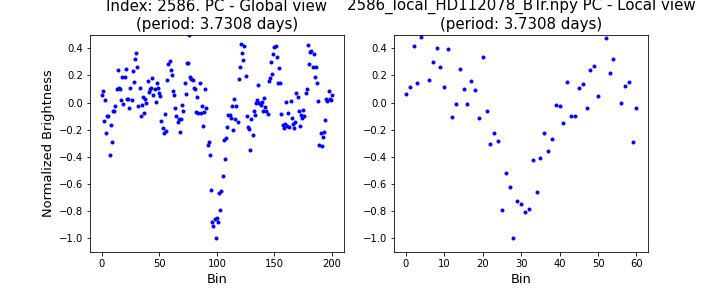 Index: 2586. PC - Global view
(period: 3.7308 days)
2586_local_HD112078_BTr.npy PC - Local view
(period: 3.7308 days)
Normalized Brightness
0.4
0.2
0.0
−0.2
−0.4
−0.6
−0.8
−1.0
0 50 100 150 200
Bin
0.4
0.2
0.0
−0.2
−0.4
−0.6
−0.8
−1.0
0 10 20 30 40 50 60
Bin